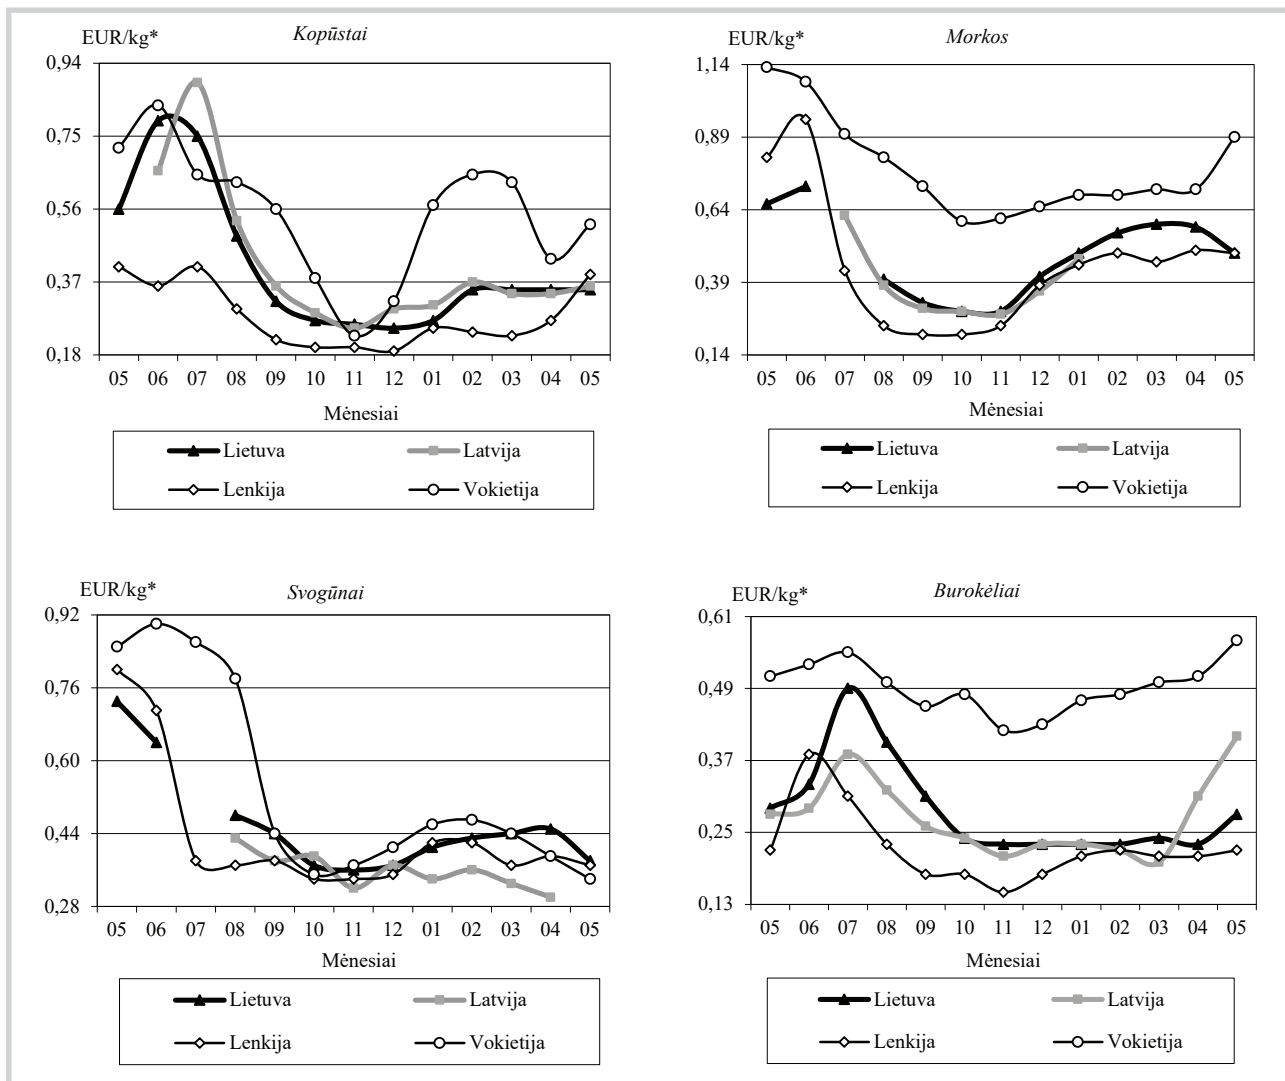 EUR/kg*
Kopūstai
0,94
0,75
0,56
0,37
0,18
05 06 07 08 09 10 11 12 01 02 03 04 05
Mėnesiai
Lietuva
Latvija
Lenkija
Vokietija
EUR/kg*
Morkos
1,14
0,89
0,64
0,39
0,14
05 06 07 08 09 10 11 12 01 02 03 04 05
Mėnesiai
Lietuva
Latvija
Lenkija
Vokietija
EUR/kg*
Svogūnai
0,92
0,76
0,60
0,44
0,28
05 06 07 08 09 10 11 12 01 02 03 04 05
Mėnesiai
Lietuva
Latvija
Lenkija
Vokietija
EUR/kg*
Burokėliai
0,61
0,49
0,37
0,25
0,13
05 06 07 08 09 10 11 12 01 02 03 04 05
Mėnesiai
Lietuva
Latvija
Lenkija
Vokietija